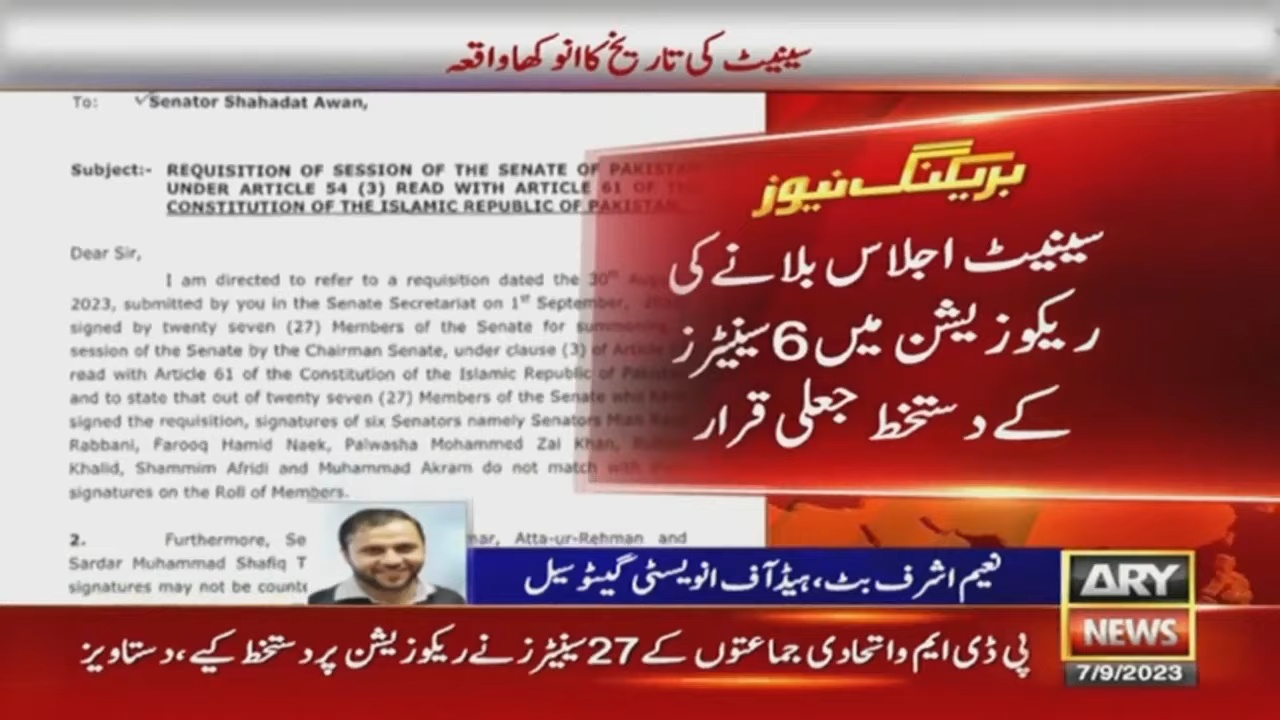 سینیٹ کی تاریخ کا انوکھا واقعہ
To: Senator Shahadat Awan,
Subject:- REQUISITION OF SESSION OF THE SENATE OF PAKISTAN
UNDER ARTICLE 54 (3) READ WITH ARTICLE 61 OF THE
CONSTITUTION OF THE ISLAMIC REPUBLIC OF PAKISTAN.
Dear Sir,
I am directed to refer to a requisition dated the 30th August
2023, submitted by you in the Senate Secretariat on 1st September,
signed by twenty seven (27) Members of the Senate for summoning
session of the Senate by the Chairman Senate, under clause (3) of Article
read with Article 61 of the Constitution of the Islamic Republic of Pakistan
and to state that out of twenty seven (27) Members of the Senate who have
signed the requisition, signatures of six Senators namely Senators Mian
Rabbani, Farooq Hamid Naek, Palwasha Mohammed Zai Khan,
Khalid, Shammim Afridi and Muhammad Akram do not match with
signatures on the Roll of Members.
2. Furthermore, Se mar, Atta-ur-Rehman and
Sardar Muhammad Shafiq T
signatures may not be counte
بریکنگ نیوز
سینیٹ اجلاس بلانے کی
ریکوزیشن میں 6 سینیٹرز
کے دستخط جعلی قرار
نعیم اشرف بٹ، ہیڈ آف انویسٹی گیٹو سیل
ARY
NEWS
7/9/2023
پی ڈی ایم و اتحادی جماعتوں کے 27 سینیٹرز نے ریکوزیشن پر دستخط کیے، دستاویز